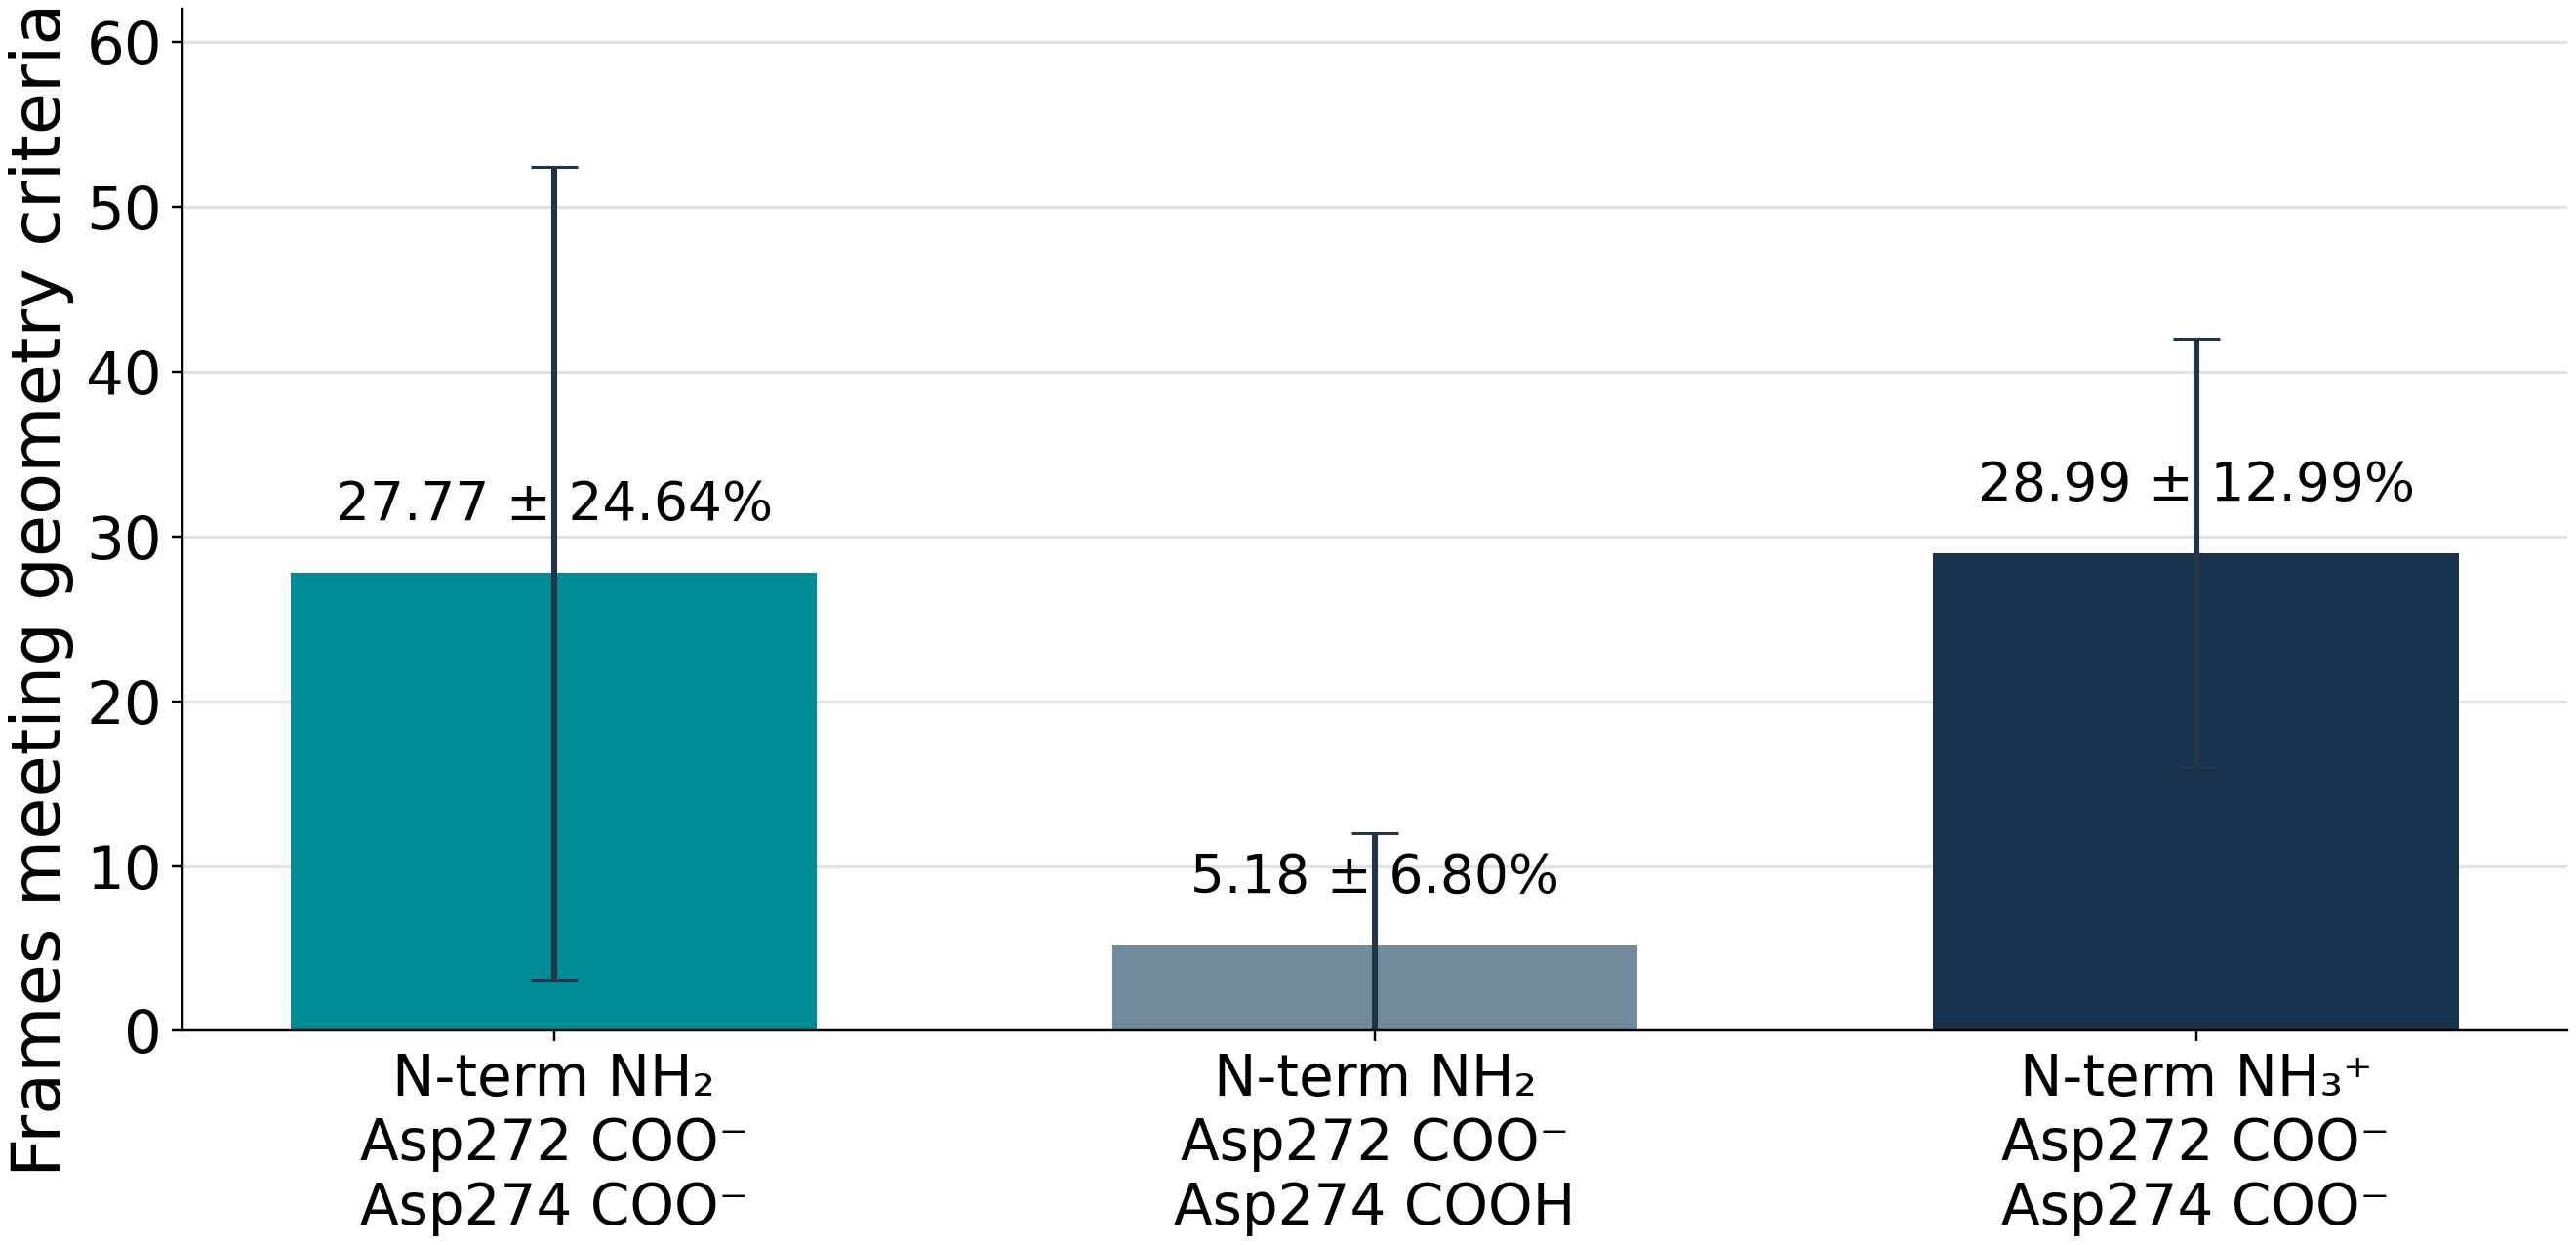 Frames meeting geometry criteria
60
50
40
30
20
10
0
27.77 ± 24.64%
5.18 ± 6.80%
28.99 ± 12.99%
N-term NH₂
Asp272 COO⁻
Asp274 COO⁻
N-term NH₂
Asp272 COO⁻
Asp274 COOH
N-term NH₃⁺
Asp272 COO⁻
Asp274 COO⁻